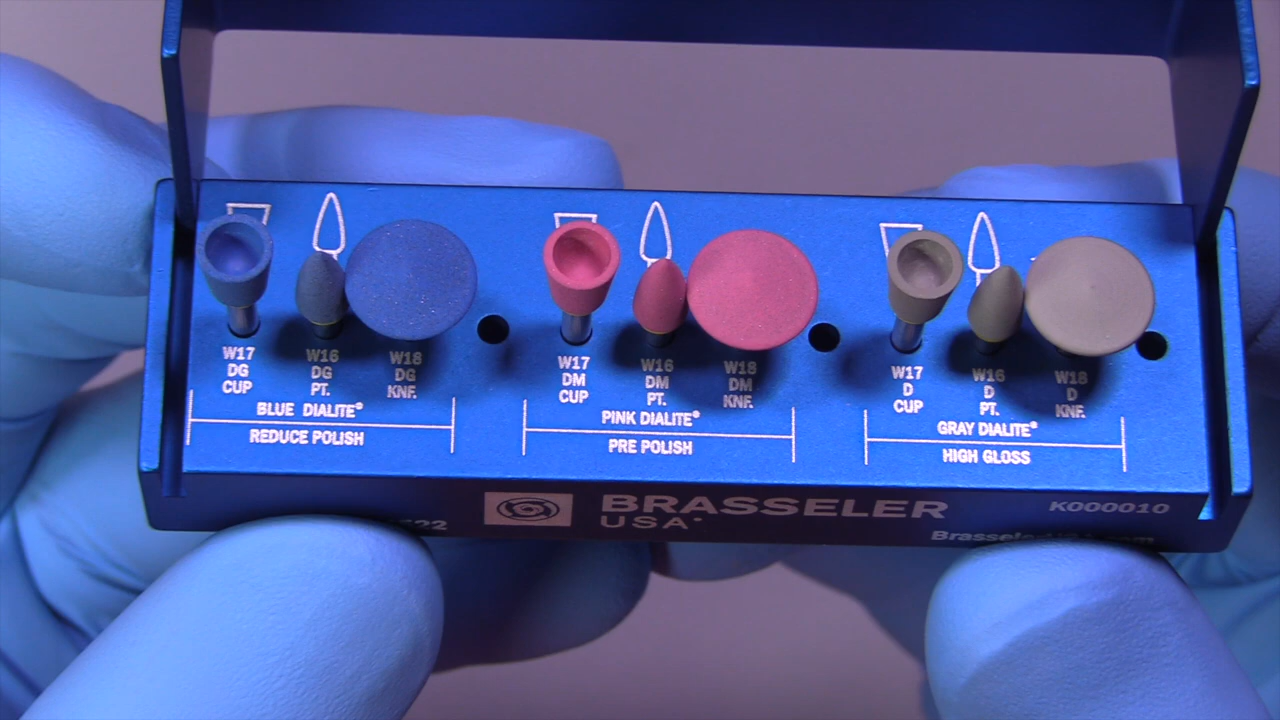 W17 W16 W18 W17 W16 W18 W17 W16 W18
DG DG DG DM DM DM D D D
CUP PT. KNF. CUP PT. KNF. CUP PT. KNF.
BLUE DIALITE® PINK DIALITE® GRAY DIALITE®
REDUCE POLISH PRE POLISH HIGH GLOSS
BRASSELER K000010
USA®